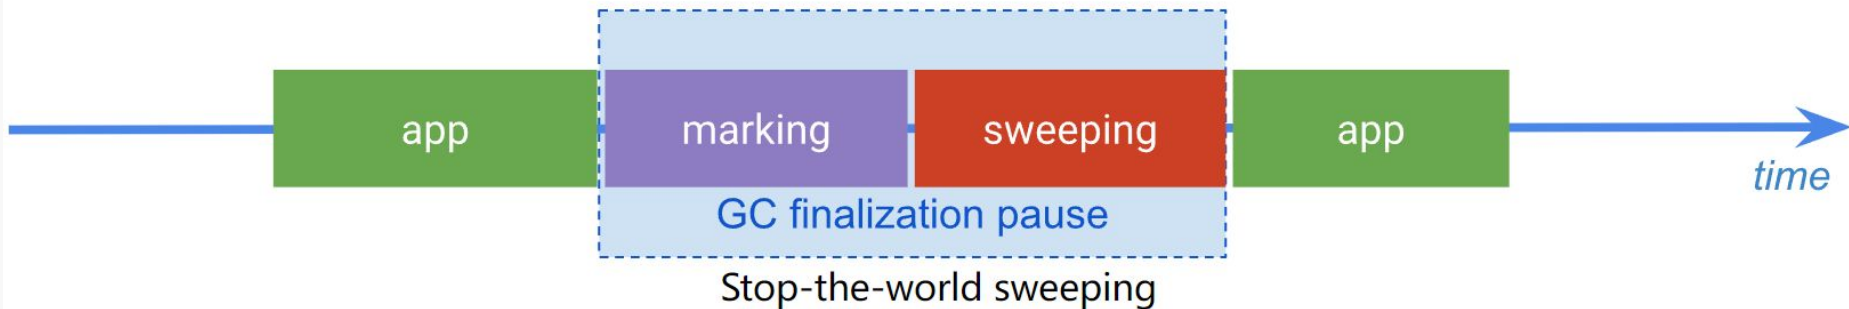 app
marking
sweeping
app
time
GC finalization pause
Stop-the-world sweeping